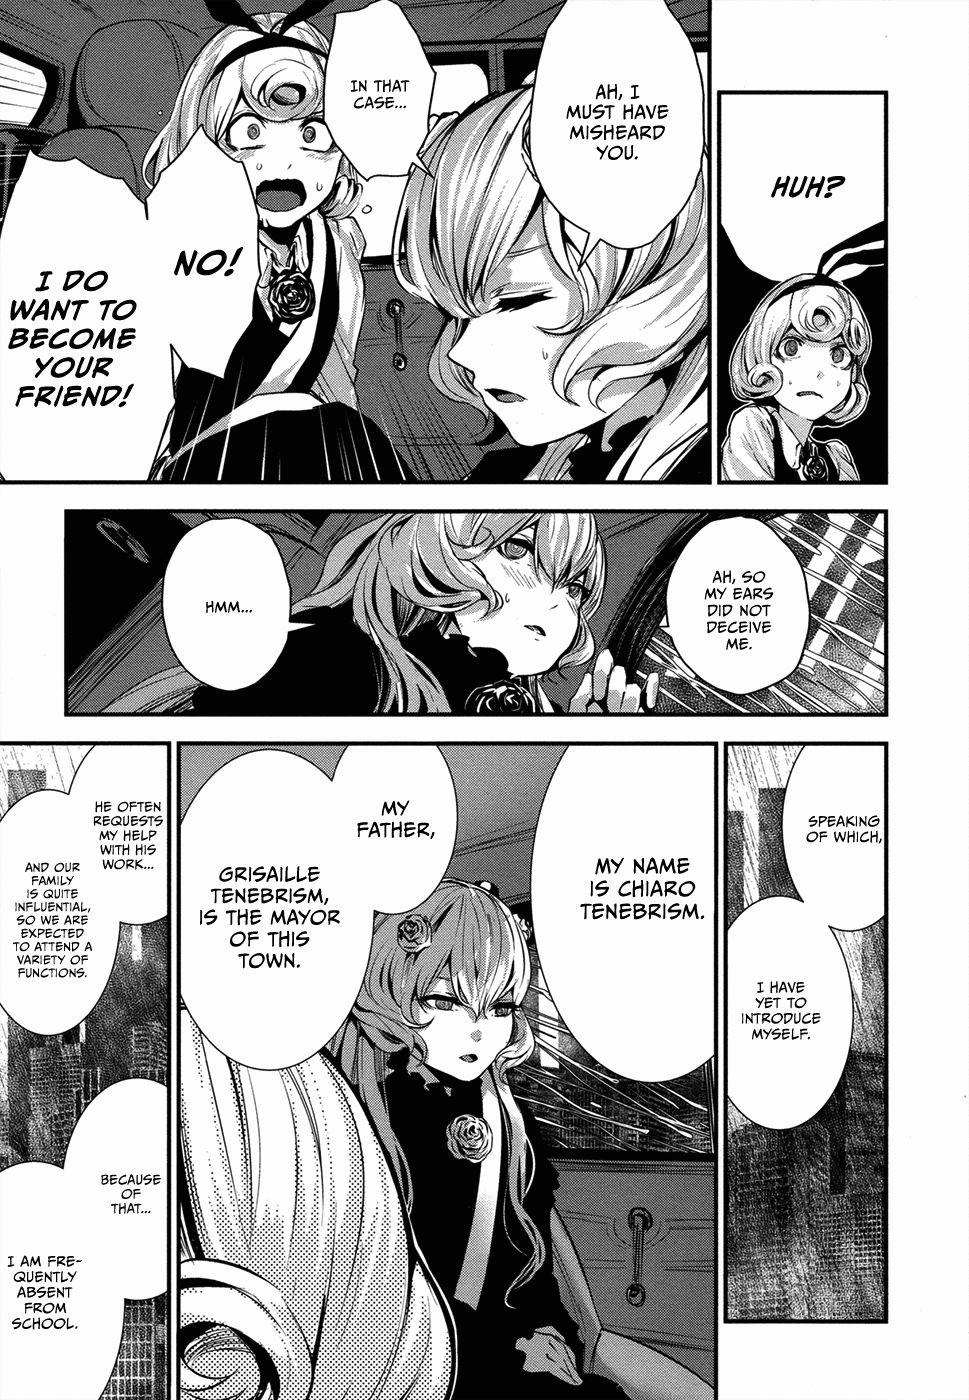 HUH?
AH, I
MUST HAVE
MISHEARD
YOU.
IN THAT
CASE...
NO!
I DO
WANT TO
BECOME
YOUR
FRIEND!
AH, SO
MY EARS
DID NOT
DECEIVE
ME.
HMM...
SPEAKING
OF WHICH,
I HAVE
YET TO
INTRODUCE
MYSELF.
MY NAME
IS CHIARO
TENEBRISM.
MY
FATHER,
GRISAILLE
TENEBRISM,
IS THE MAYOR
OF THIS
TOWN.
HE OFTEN
REQUESTS
MY HELP
WITH HIS
WORK...
AND OUR
FAMILY
IS QUITE
INFLUENTIAL,
SO WE ARE
EXPECTED
TO ATTEND A
VARIETY OF
FUNCTIONS.
BECAUSE
OF
THAT...
I AM FRE-
QUENTLY
ABSENT
FROM
SCHOOL.